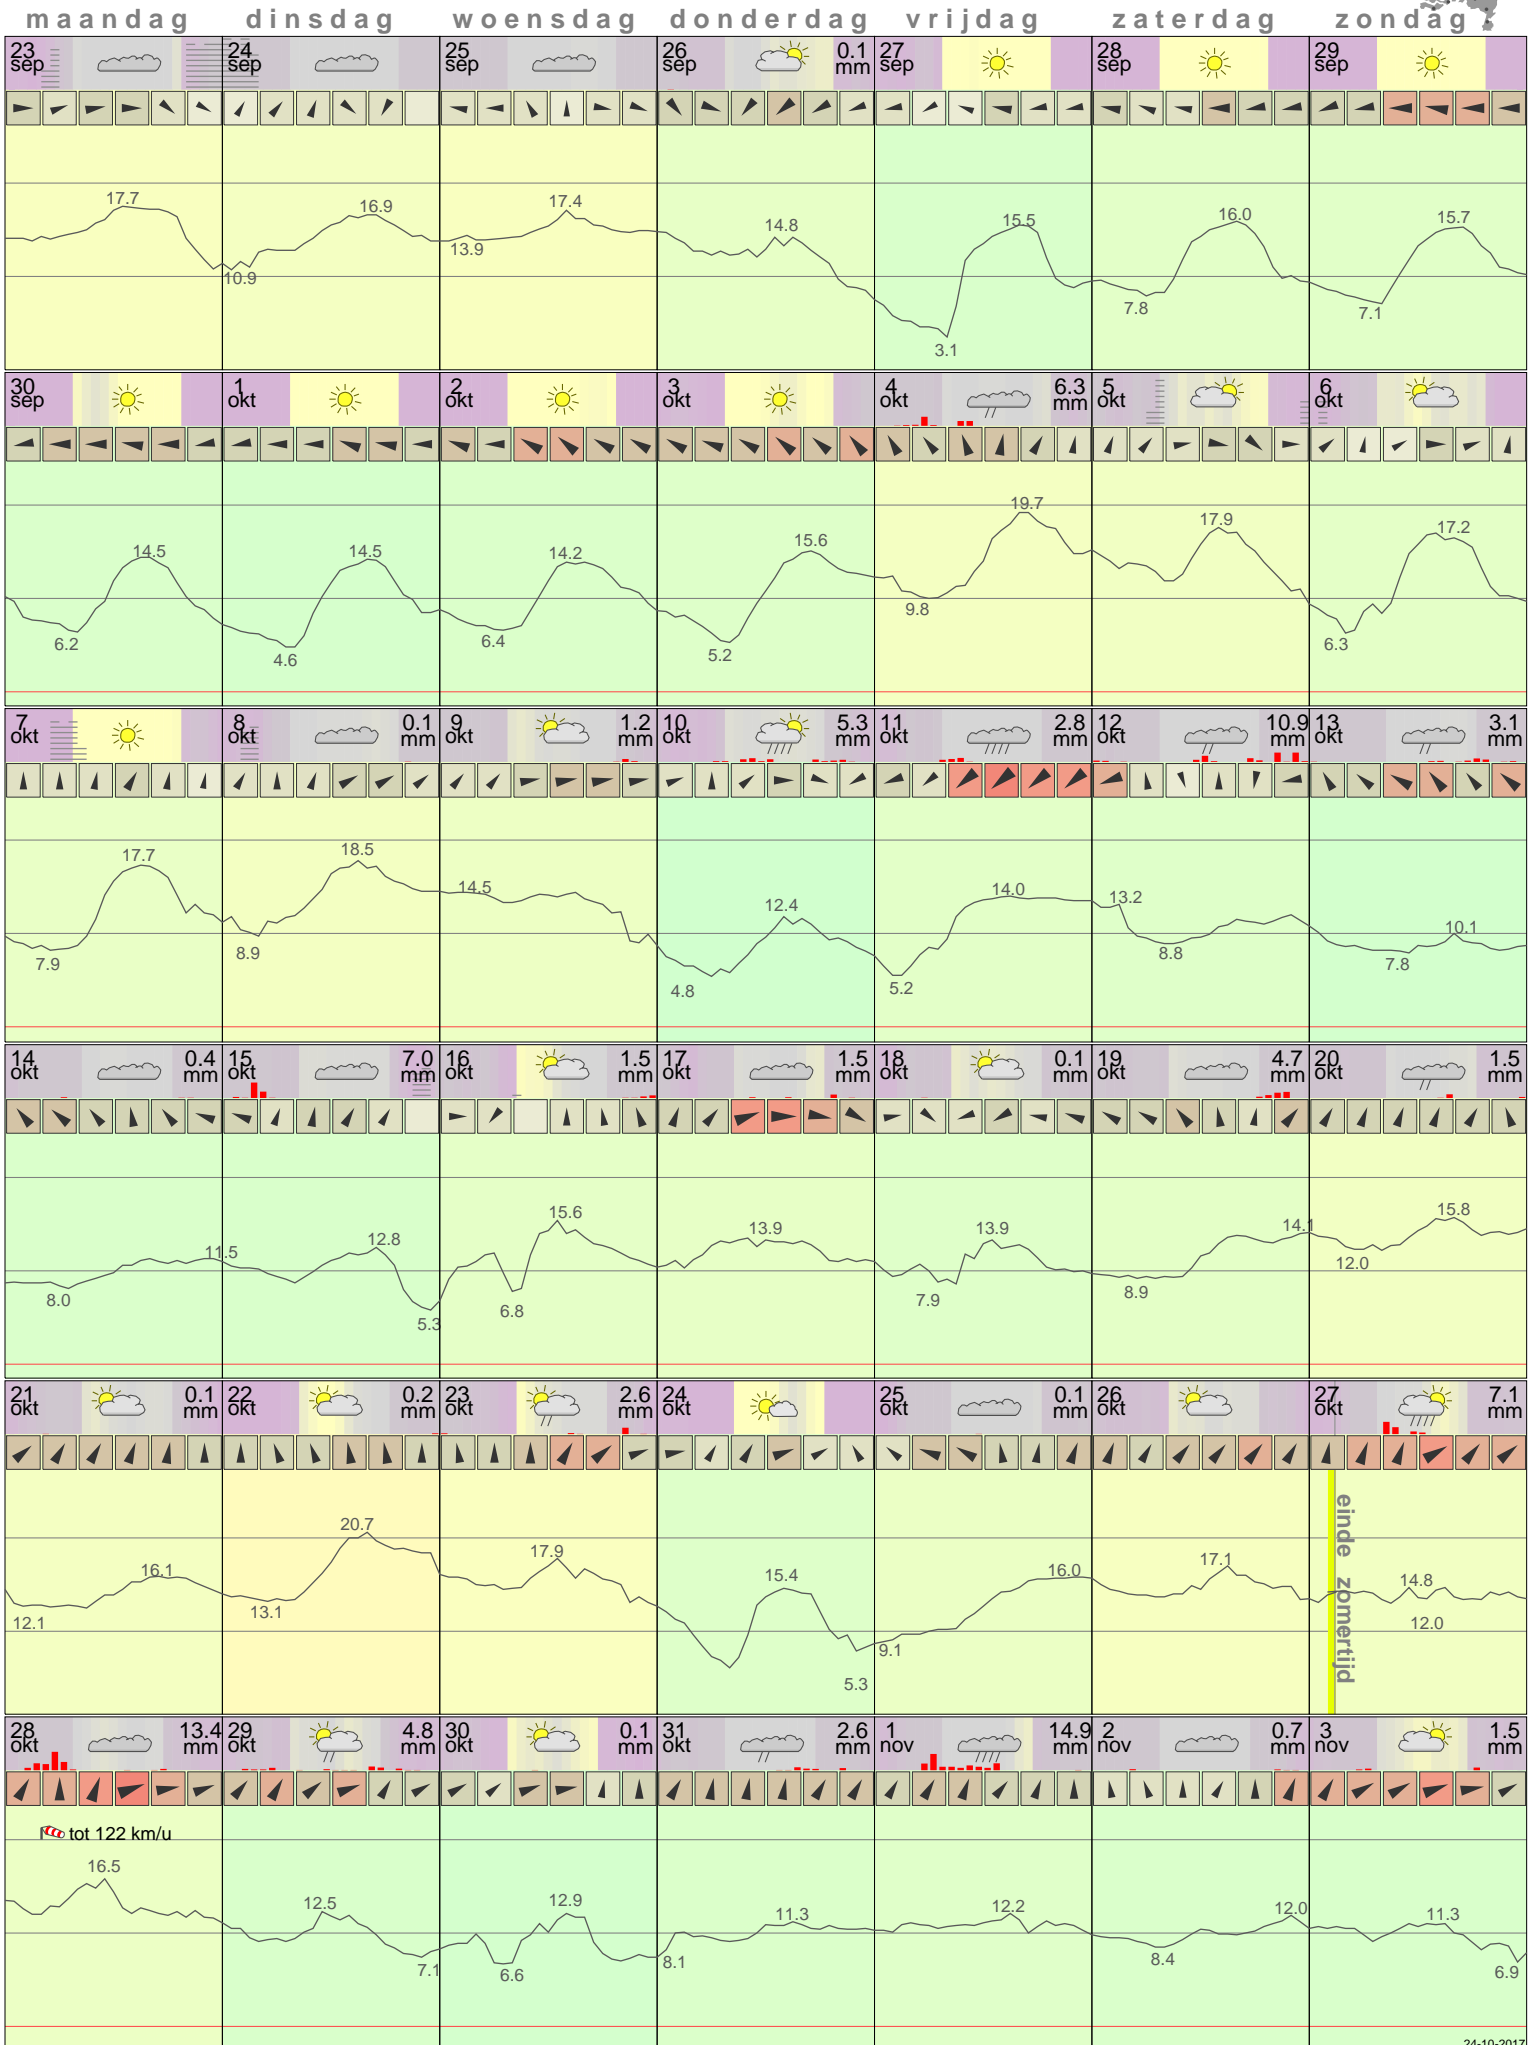 maandag dinsdag woensdag donderdag vrijdag zaterdag zondag
23 sep 24 sep 25 sep 26 sep 0.1 mm 27 sep 28 sep 29 sep
17.7 10.9 16.9 13.9 17.4 14.8 3.1 15.5 7.8 16.0 7.1 15.7
30 sep 1 okt 2 okt 3 okt 4 okt 6.3 mm 5 okt 6 okt
6.2 14.5 4.6 14.5 6.4 14.2 5.2 15.6 9.8 19.7 17.9 6.3 17.2
7 okt 8 okt 0.1 mm 9 okt 1.2 mm 10 okt 5.3 mm 11 okt 2.8 mm 12 okt 10.9 mm 13 okt 3.1 mm
7.9 17.7 8.9 18.5 14.5 4.8 12.4 5.2 14.0 13.2 8.8 7.8 10.1
14 okt 0.4 mm 15 okt 7.0 mm 16 okt 1.5 mm 17 okt 1.5 mm 18 okt 0.1 mm 19 okt 4.7 mm 20 okt 1.5 mm
8.0 11.5 12.8 5.3 6.8 15.6 13.9 7.9 13.9 8.9 14.1 12.0 15.8
21 okt 0.1 mm 22 okt 0.2 mm 23 okt 2.6 mm 24 okt 25 okt 0.1 mm 26 okt 27 okt 7.1 mm
12.1 16.1 13.1 20.7 17.9 15.4 5.3 9.1 16.0 17.1 14.8 12.0
einde zomertijd
28 okt 13.4 mm 29 okt 4.8 mm 30 okt 0.1 mm 31 okt 2.6 mm 1 nov 14.9 mm 2 nov 0.7 mm 3 nov 1.5 mm
tot 122 km/u
16.5 12.5 7.1 6.6 12.9 8.1 11.3 12.2 8.4 12.0 11.3 6.9
24-10-2017